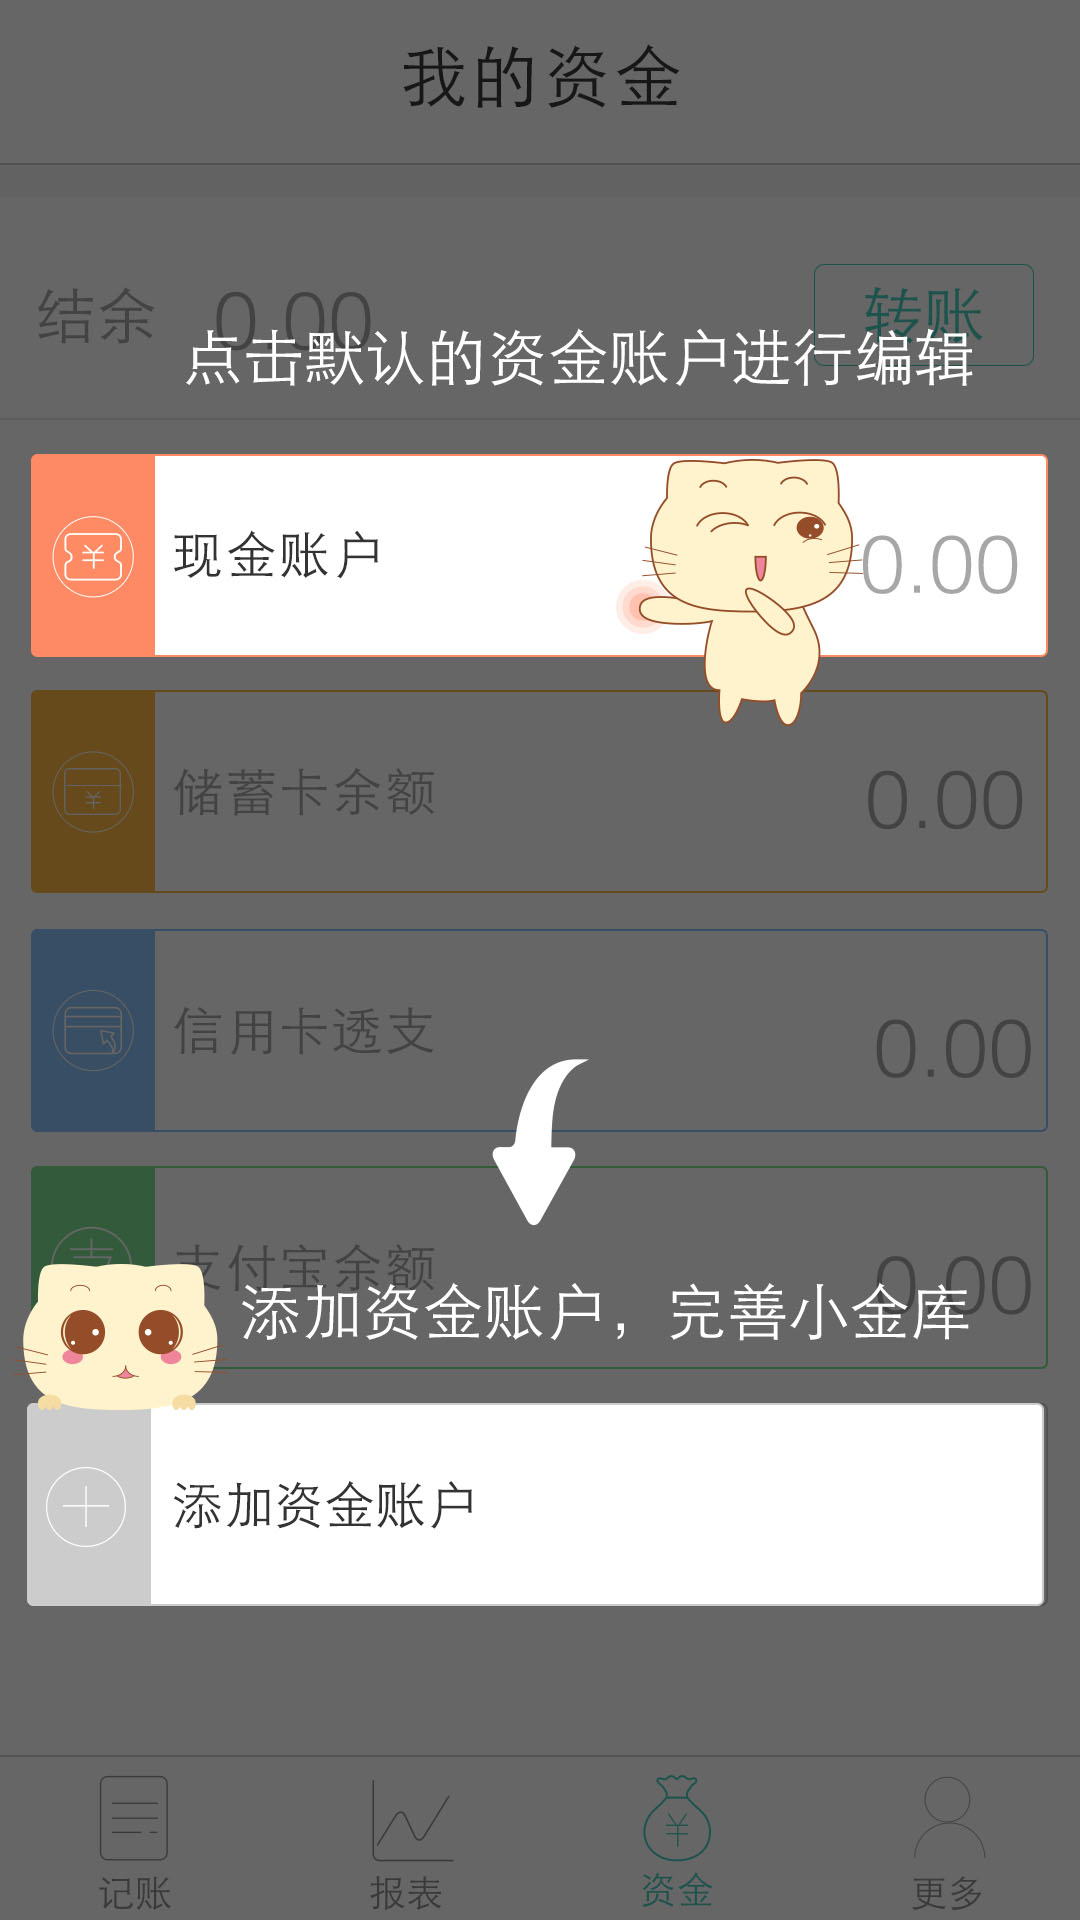 我的资金
结余 0.00 转账
点击默认的资金账户进行编辑
现金账户 0.00
储蓄卡余额 0.00
信用卡透支 0.00
支付宝余额 0.00
添加资金账户，完善小金库
添加资金账户
记账 报表 资金 更多